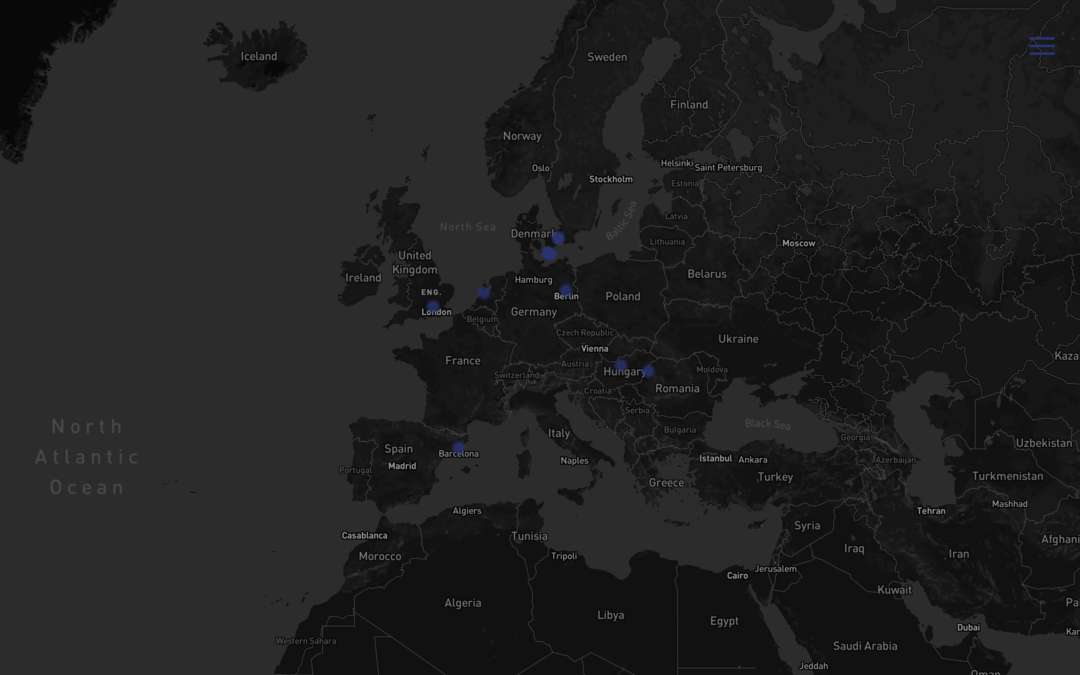 Iceland
Sweden
Finland
Norway
Oslo
Helsinki
Saint Petersburg
Stockholm
Estonia
Baltic Sea
Latvia
North Sea
Denmark
Lithuania
Moscow
United
Kingdom
Ireland
Hamburg
Belarus
ENG.
Berlin
Poland
London
Belgium
Germany
Czech Republic
Ukraine
Vienna
France
Austria
Kaza
Switzerland
Hungary
Moldova
Croatia
Romania
Serbia
North
Atlantic
Ocean
Black Sea
Bulgaria
Italy
Georgia
Uzbekistan
Spain
Barcelona
Madrid
Portugal
Naples
Istanbul
Ankara
Azerbaijan
Greece
Turkey
Turkmenistan
Mashhad
Algiers
Tehran
Casablanca
Tunisia
Syria
Afghani
Morocco
Tripoli
Iraq
Iran
Cairo
Jerusalem
Kuwait
Algeria
Libya
Egypt
Pa
Dubai
Kar
Western Sahara
Saudi Arabia
Jeddah
Oman